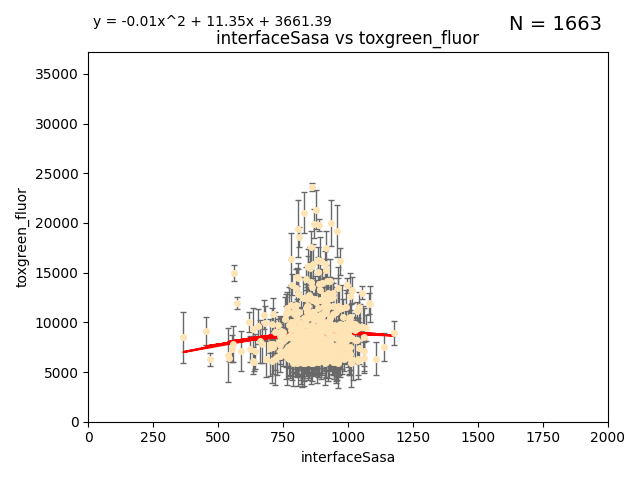 y = -0.01x^2 + 11.35x + 3661.39
N = 1663
interfaceSasa vs toxgreen_fluor
35000
30000
25000
20000
15000
10000
5000
0
toxgreen_fluor
0 250 500 750 1000 1250 1500 1750 2000
interfaceSasa